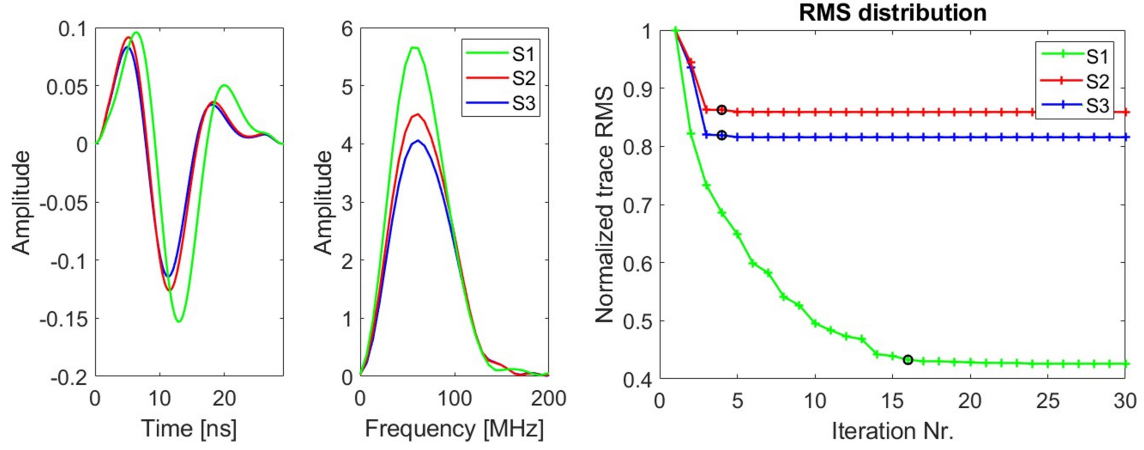 0.1
0.05
0
-0.05
-0.1
-0.15
-0.2
0
10
20
Amplitude
Time [ns]
6
5
4
3
2
1
0
0
100
200
Amplitude
Frequency [MHz]
S1
S2
S3
RMS distribution
1
0.9
0.8
0.7
0.6
0.5
0.4
0
5
10
15
20
25
30
Normalized trace RMS
Iteration Nr.
S1
S2
S3